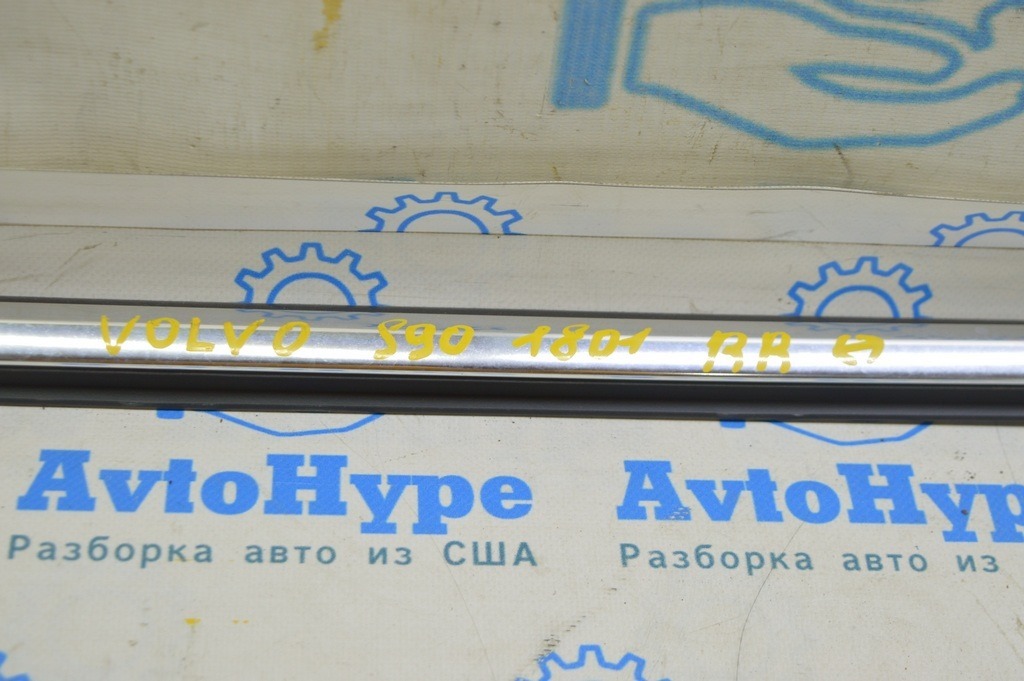 VOLVO S90 1801 RR
AvtoHype AvtoHyp
Разборка авто из США Разборка авто из